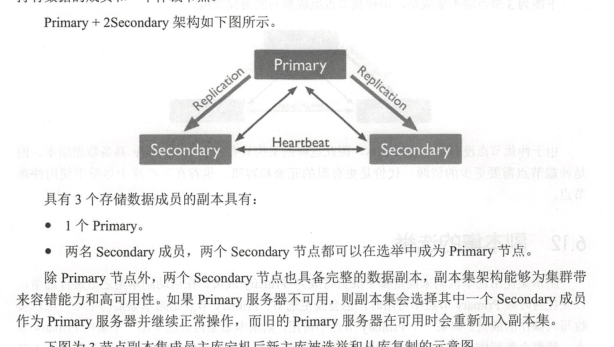 Primary + 2Secondary 架构如下图所示。
Primary
Replication
Replication
Secondary
Heartbeat
Secondary
具有 3 个存储数据成员的副本具有：
● 1 个 Primary。
● 两名 Secondary 成员，两个 Secondary 节点都可以在选举中成为 Primary 节点。
除 Primary 节点外，两个 Secondary 节点也具备完整的数据副本，副本集架构能够为集群带
来容错能力和高可用性。如果 Primary 服务器不可用，则副本集会选择其中一个 Secondary 成员
作为 Primary 服务器并继续正常操作，而旧的 Primary 服务器在可用时会重新加入副本集。
下图为 3 节点副本集成员主库宕机后新主库被选举和从库复制的示意图